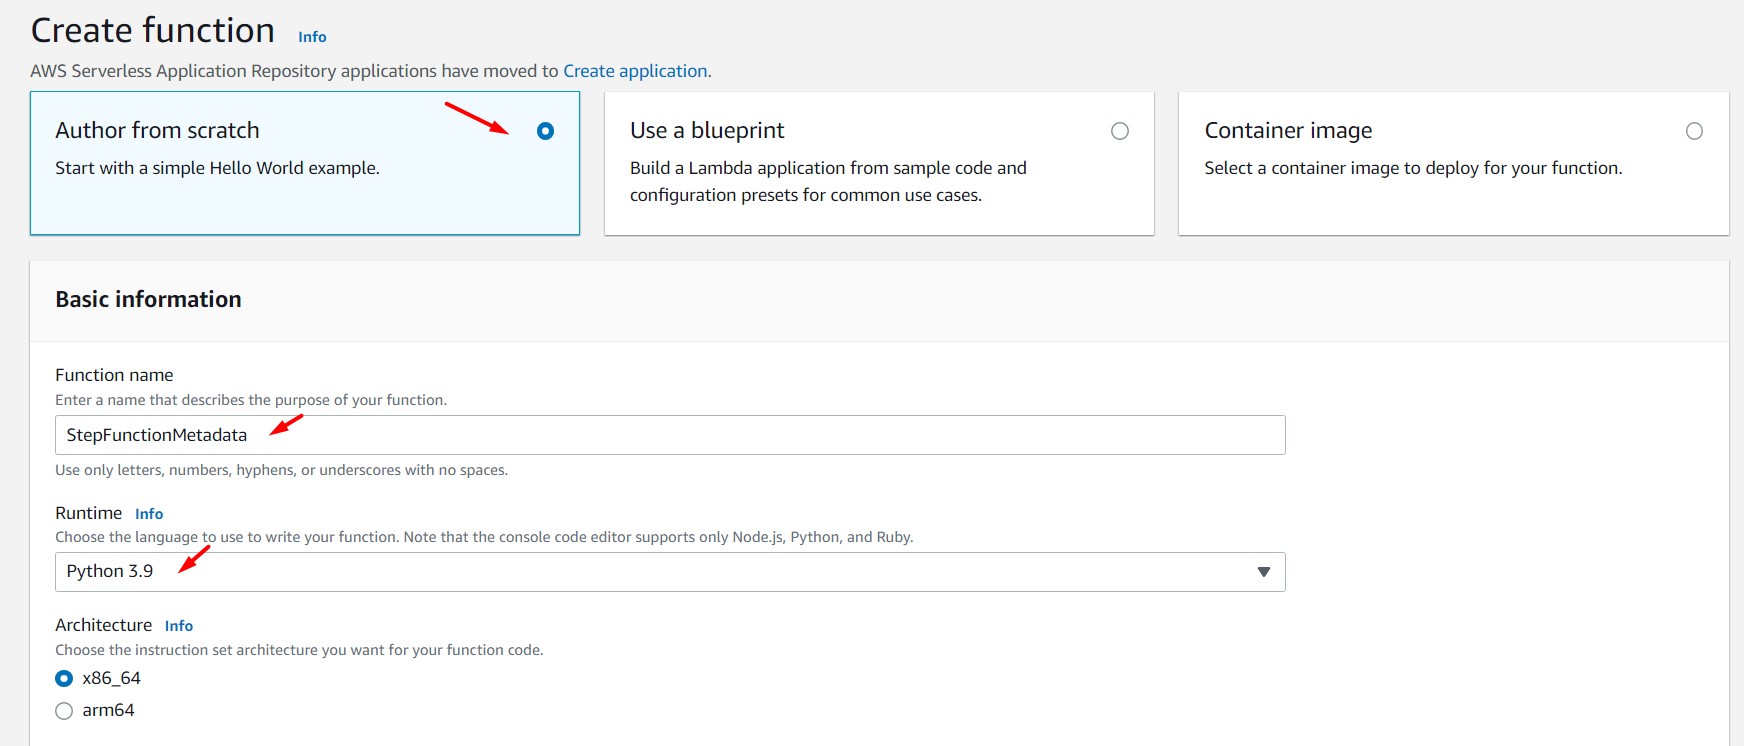 Create function Info
AWS Serverless Application Repository applications have moved to Create application.
Author from scratch
Start with a simple Hello World example.
Use a blueprint
Build a Lambda application from sample code and
configuration presets for common use cases.
Container image
Select a container image to deploy for your function.
Basic information
Function name
Enter a name that describes the purpose of your function.
StepFunctionMetadata
Use only letters, numbers, hyphens, or underscores with no spaces.
Runtime Info
Choose the language to use to write your function. Note that the console code editor supports only Node.js, Python, and Ruby.
Python 3.9
Architecture Info
Choose the instruction set architecture you want for your function code.
x86_64
arm64